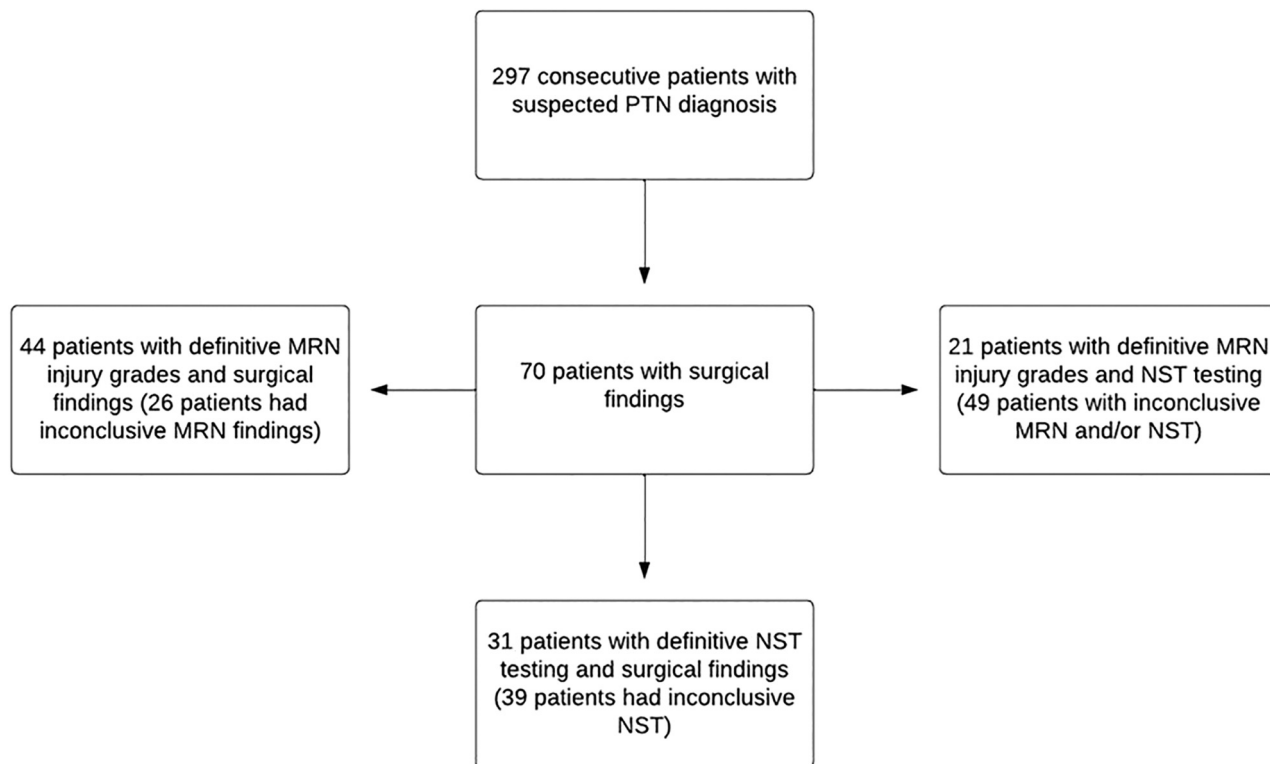 297 consecutive patients with
suspected PTN diagnosis
44 patients with definitive MRN
injury grades and surgical
findings (26 patients had
inconclusive MRN findings)
70 patients with surgical
findings
21 patients with definitive MRN
injury grades and NST testing
(49 patients with inconclusive
MRN and/or NST)
31 patients with definitive NST
testing and surgical findings
(39 patients had inconclusive
NST)